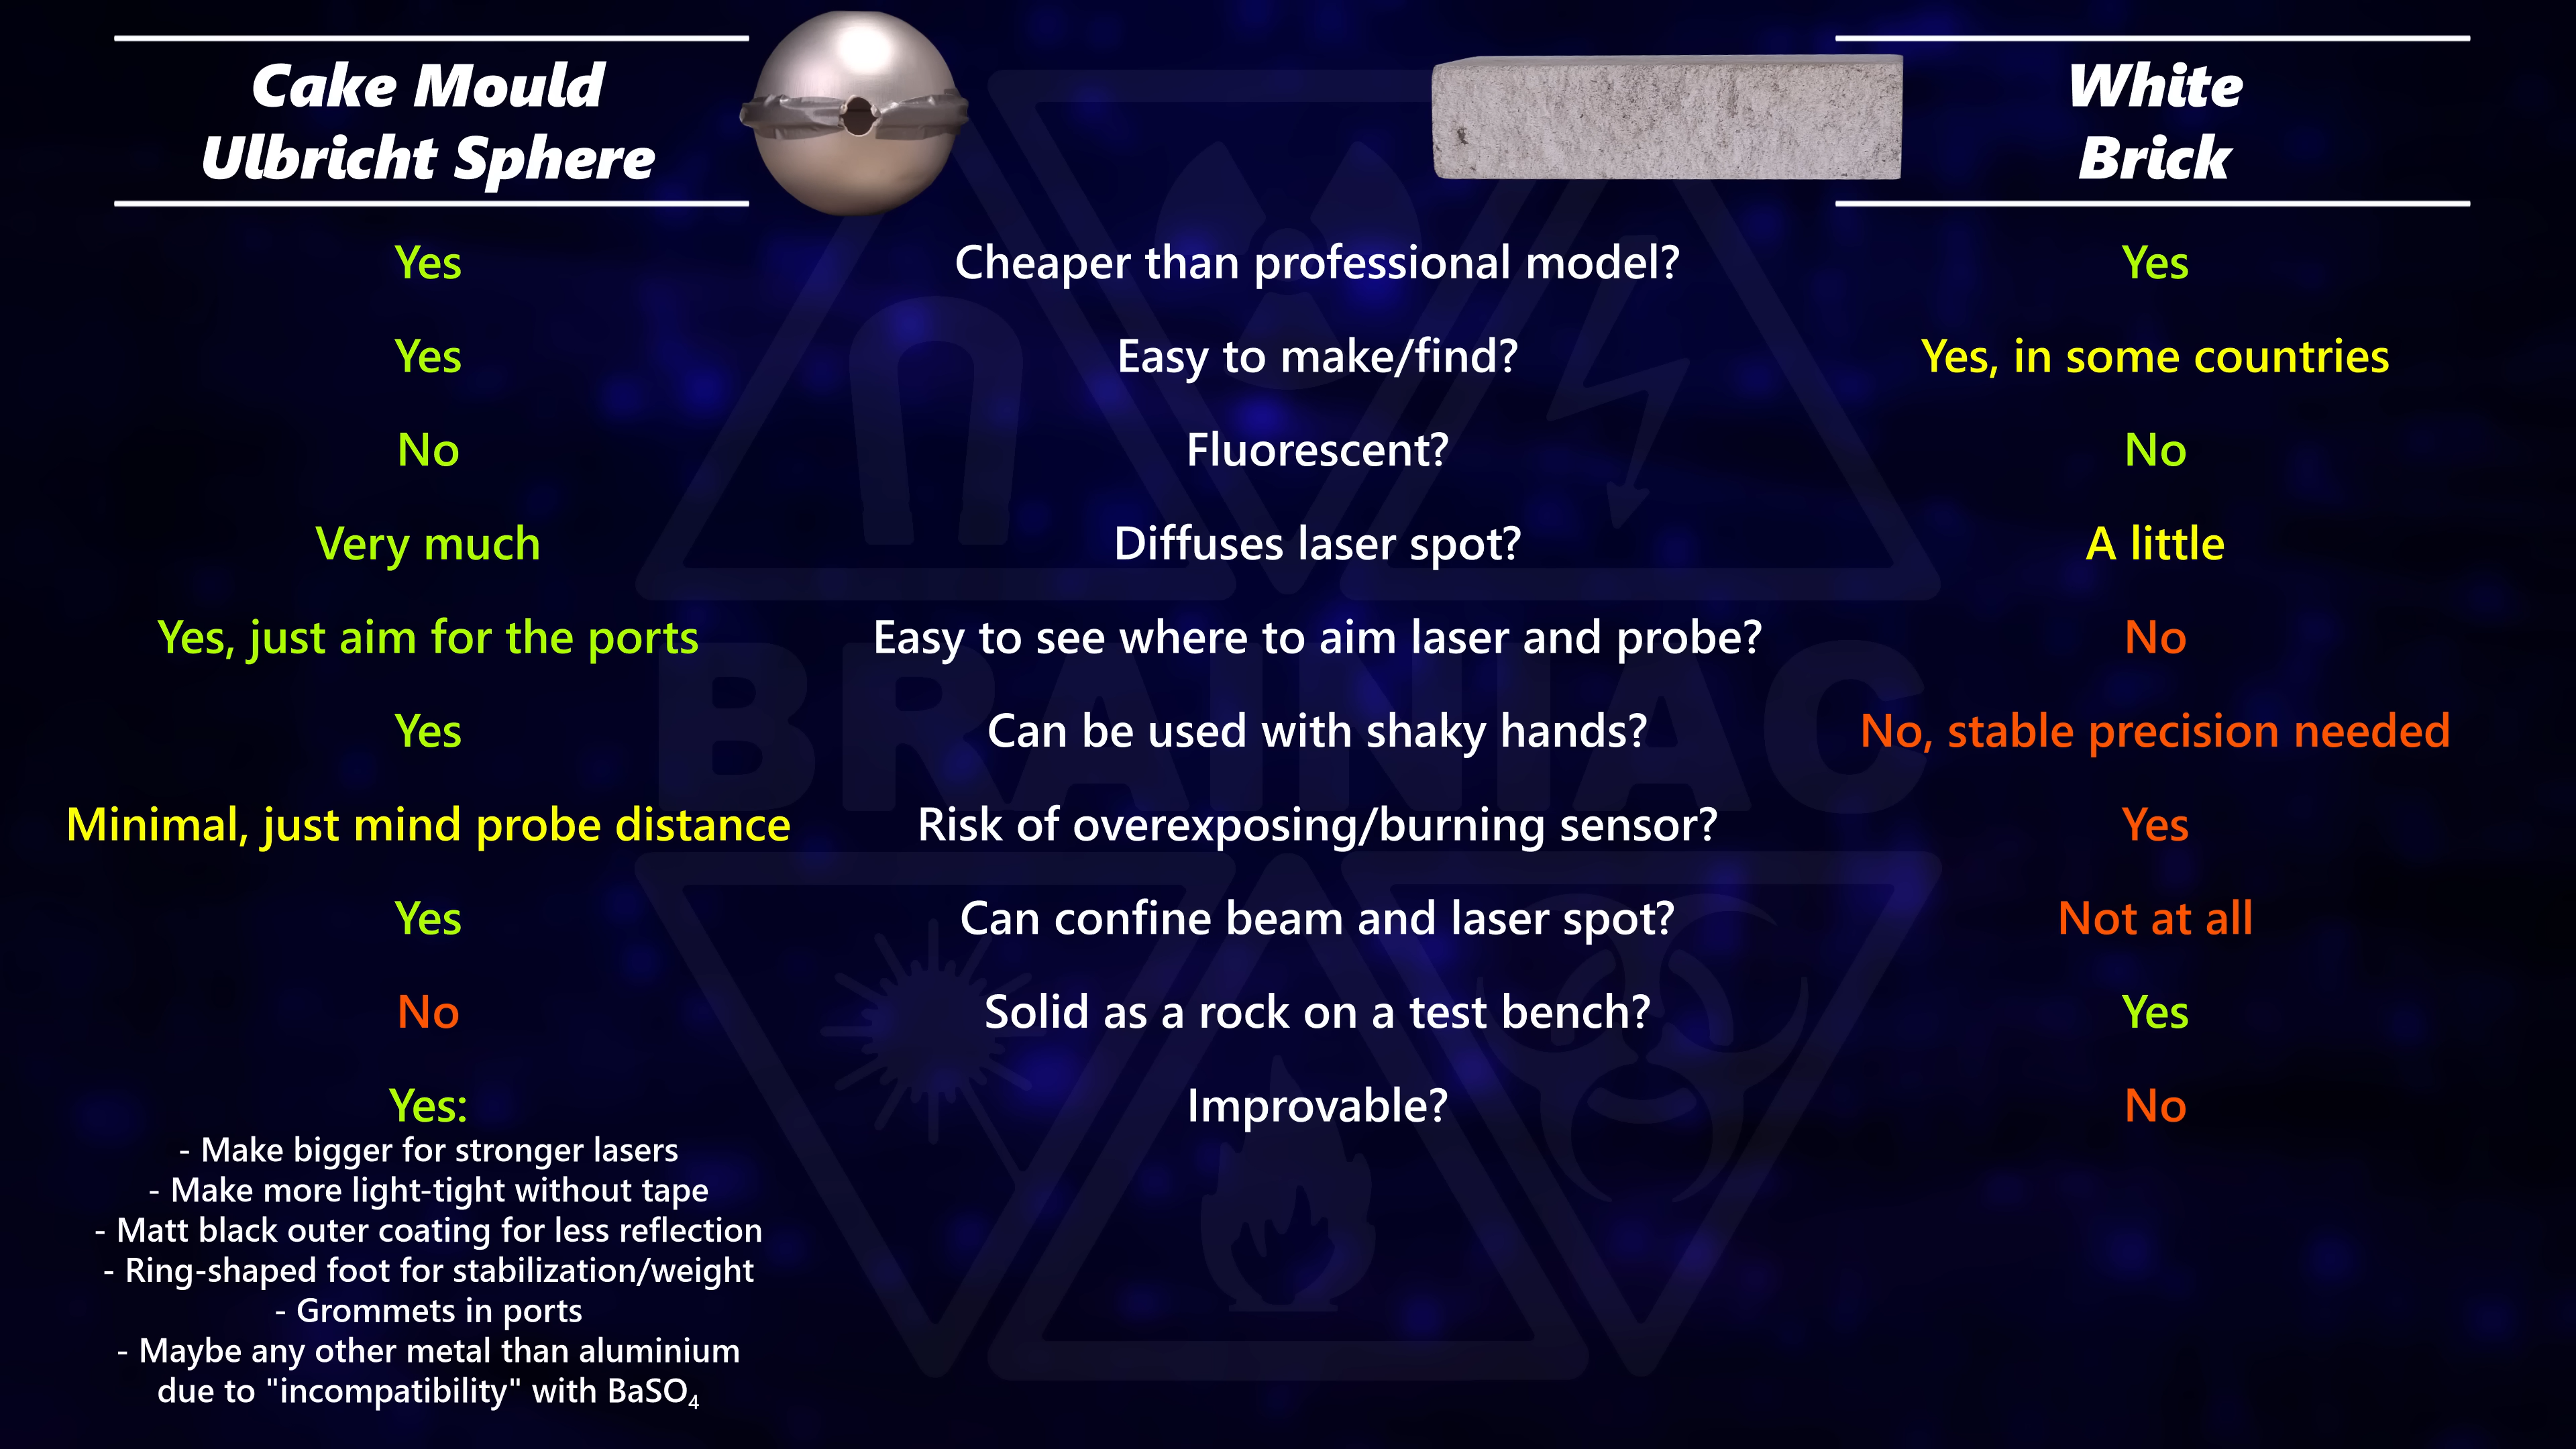 Cake Mould
Ulbricht Sphere
White
Brick
Yes
Cheaper than professional model?
Yes
Yes
Easy to make/find?
Yes, in some countries
No
Fluorescent?
No
Very much
Diffuses laser spot?
A little
Yes, just aim for the ports
Easy to see where to aim laser and probe?
No
Yes
Can be used with shaky hands?
No, stable precision needed
Minimal, just mind probe distance
Risk of overexposing/burning sensor?
Yes
Yes
Can confine beam and laser spot?
Not at all
No
Solid as a rock on a test bench?
Yes
Yes:
Improvable?
No
- Make bigger for stronger lasers
- Make more light-tight without tape
- Matt black outer coating for less reflection
- Ring-shaped foot for stabilization/weight
- Grommets in ports
- Maybe any other metal than aluminium
due to "incompatibility" with BaSO₄
BRAINIAC